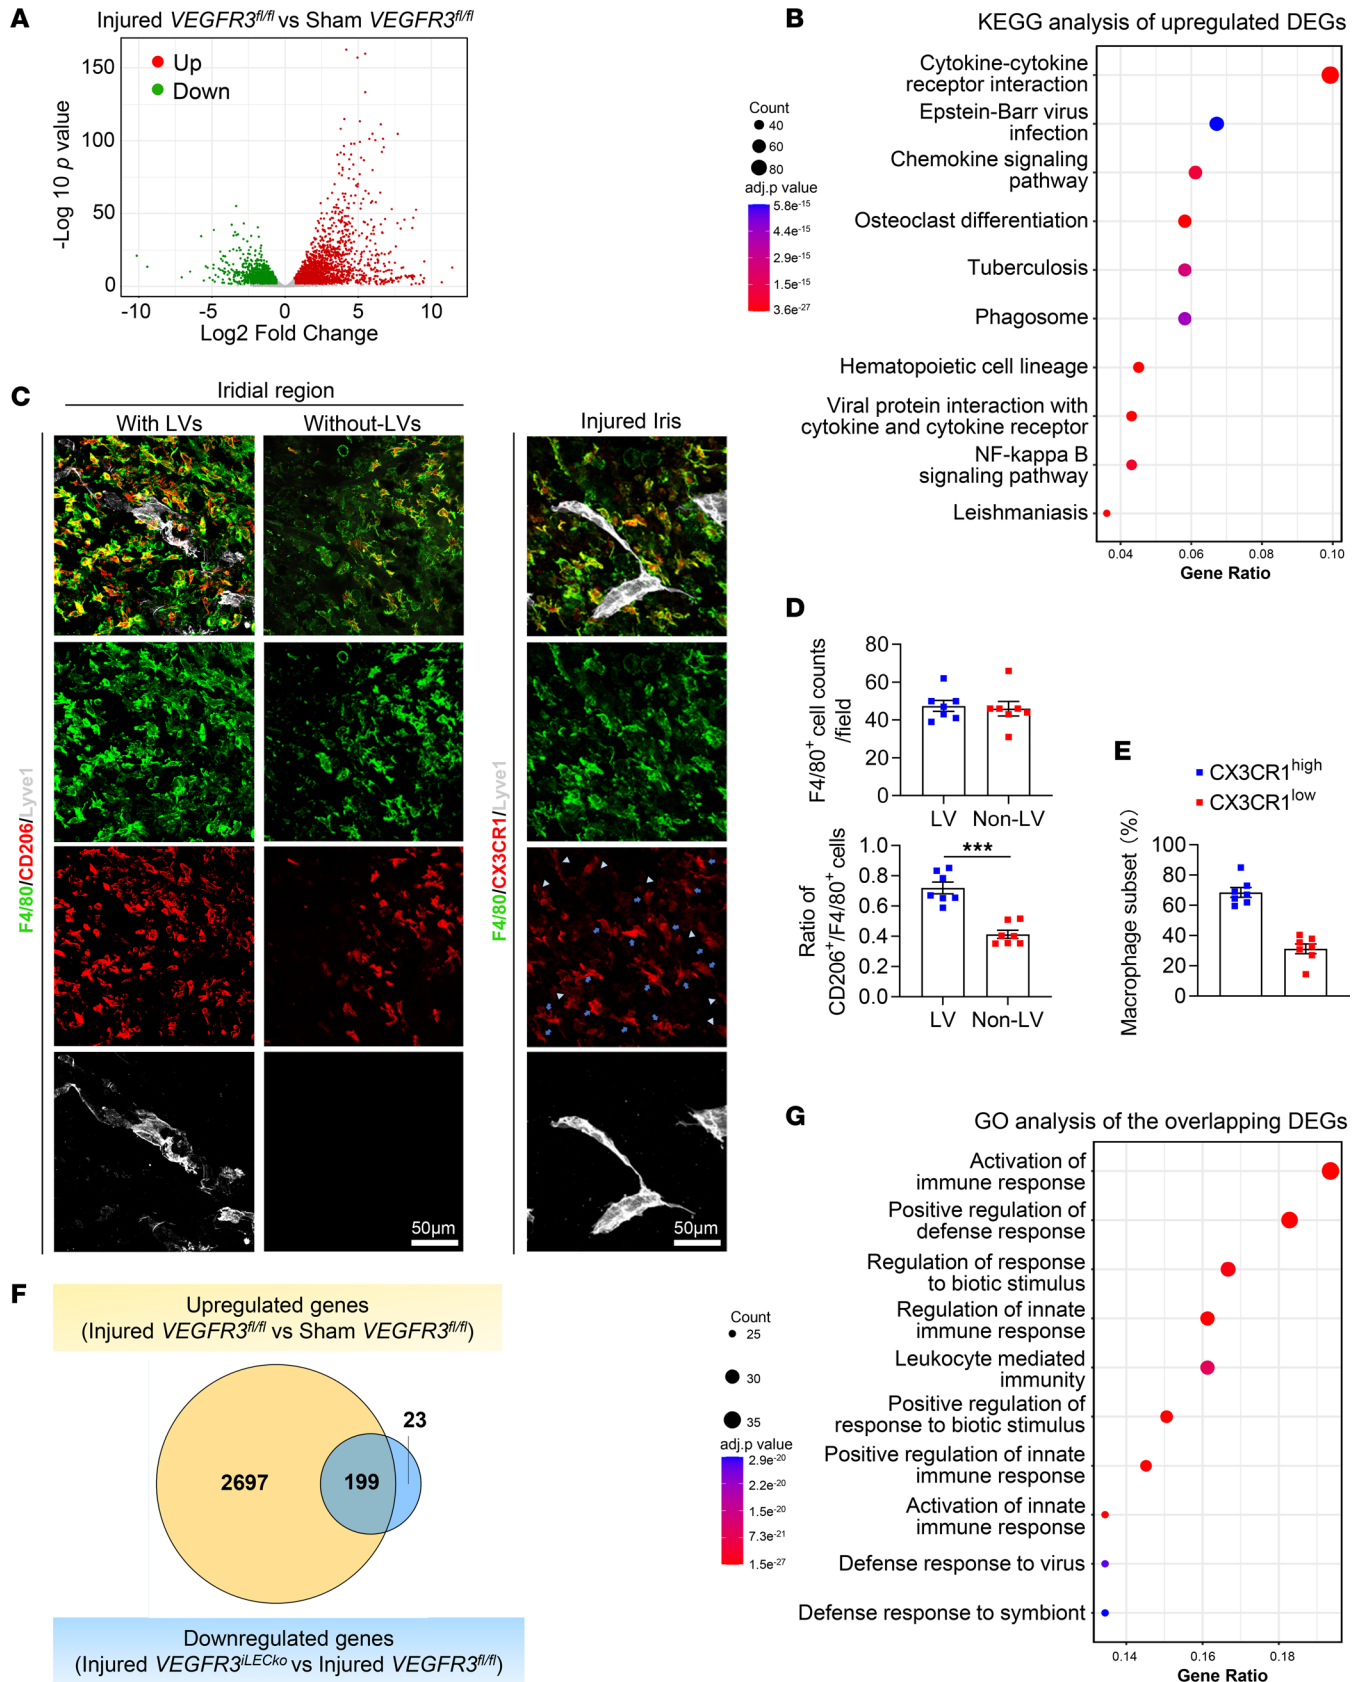 A
Injured VEGFR3fl/fl vs Sham VEGFR3fl/fl
Up
Down
-Log 10 p value
150
100
50
0
-10
-5
0
5
10
Log2 Fold Change
B
KEGG analysis of upregulated DEGs
Count
40
60
80
adj.p value
5.8e-15
4.4e-15
2.9e-15
1.5e-15
3.6e-27
Cytokine-cytokine
receptor interaction
Epstein-Barr virus
infection
Chemokine signaling
pathway
Osteoclast differentiation
Tuberculosis
Phagosome
Hematopoietic cell lineage
Viral protein interaction with
cytokine and cytokine receptor
NF-kappa B
signaling pathway
Leishmaniasis
0.04
0.06
0.08
0.10
Gene Ratio
C
Iridial region
With LVs
Without-LVs
Injured Iris
F4/80/CD206/Lyve1
F4/80/CX3CR1/Lyve1
50μm
50μm
D
F4/80+ cell counts
/field
80
60
40
20
0
LV
Non-LV
Ratio of
CD206+/F4/80+ cells
1.0
0.8
0.6
0.4
0.2
0.0
***
LV
Non-LV
E
CX3CR1high
CX3CR1low
Macrophage subset (%)
100
80
60
40
20
0
F
Upregulated genes
(Injured VEGFR3fl/fl vs Sham VEGFR3fl/fl)
2697
199
23
Downregulated genes
(Injured VEGFR3iLECko vs Injured VEGFR3fl/fl)
G
GO analysis of the overlapping DEGs
Count
25
30
35
adj.p value
2.9e-20
2.2e-20
1.5e-20
7.3e-21
1.5e-27
Activation of
immune response
Positive regulation of
defense response
Regulation of response
to biotic stimulus
Regulation of innate
immune response
Leukocyte mediated
immunity
Positive regulation of
response to biotic stimulus
Positive regulation of innate
immune response
Activation of innate
immune response
Defense response to virus
Defense response to symbiont
0.14
0.16
0.18
Gene Ratio